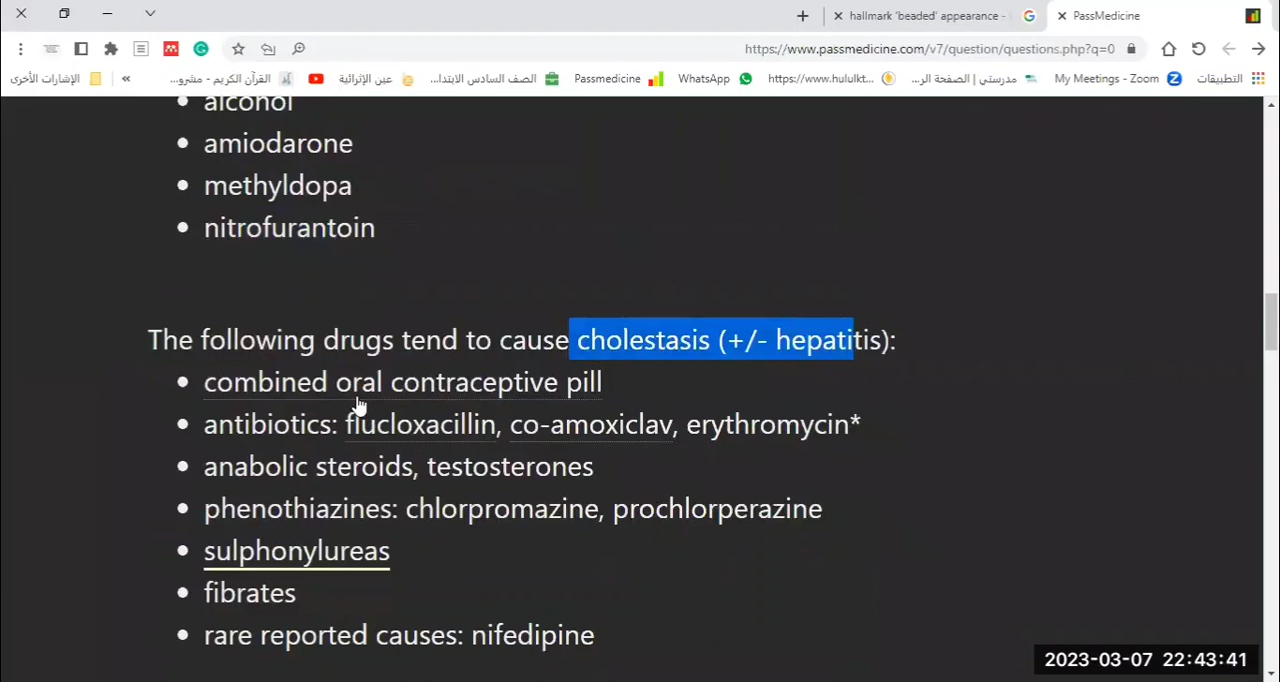 hallmark 'beaded' appearance -
PassMedicine
https://www.passmedicine.com/v7/question/questions.php?q=0
الإشارات الأخرى
القرآن الكريم - مشرو...
عين الإثرائية
الصف السادس الابتدا...
Passmedicine
WhatsApp
https://www.hululkt...
مدرستي | الصفحة الر...
My Meetings - Zoom
التطبيقات
alcohol
amiodarone
methyldopa
nitrofurantoin
The following drugs tend to cause cholestasis (+/- hepatitis):
combined oral contraceptive pill
antibiotics: flucloxacillin, co-amoxiclav, erythromycin*
anabolic steroids, testosterones
phenothiazines: chlorpromazine, prochlorperazine
sulphonylureas
fibrates
rare reported causes: nifedipine
2023-03-07 22:43:41